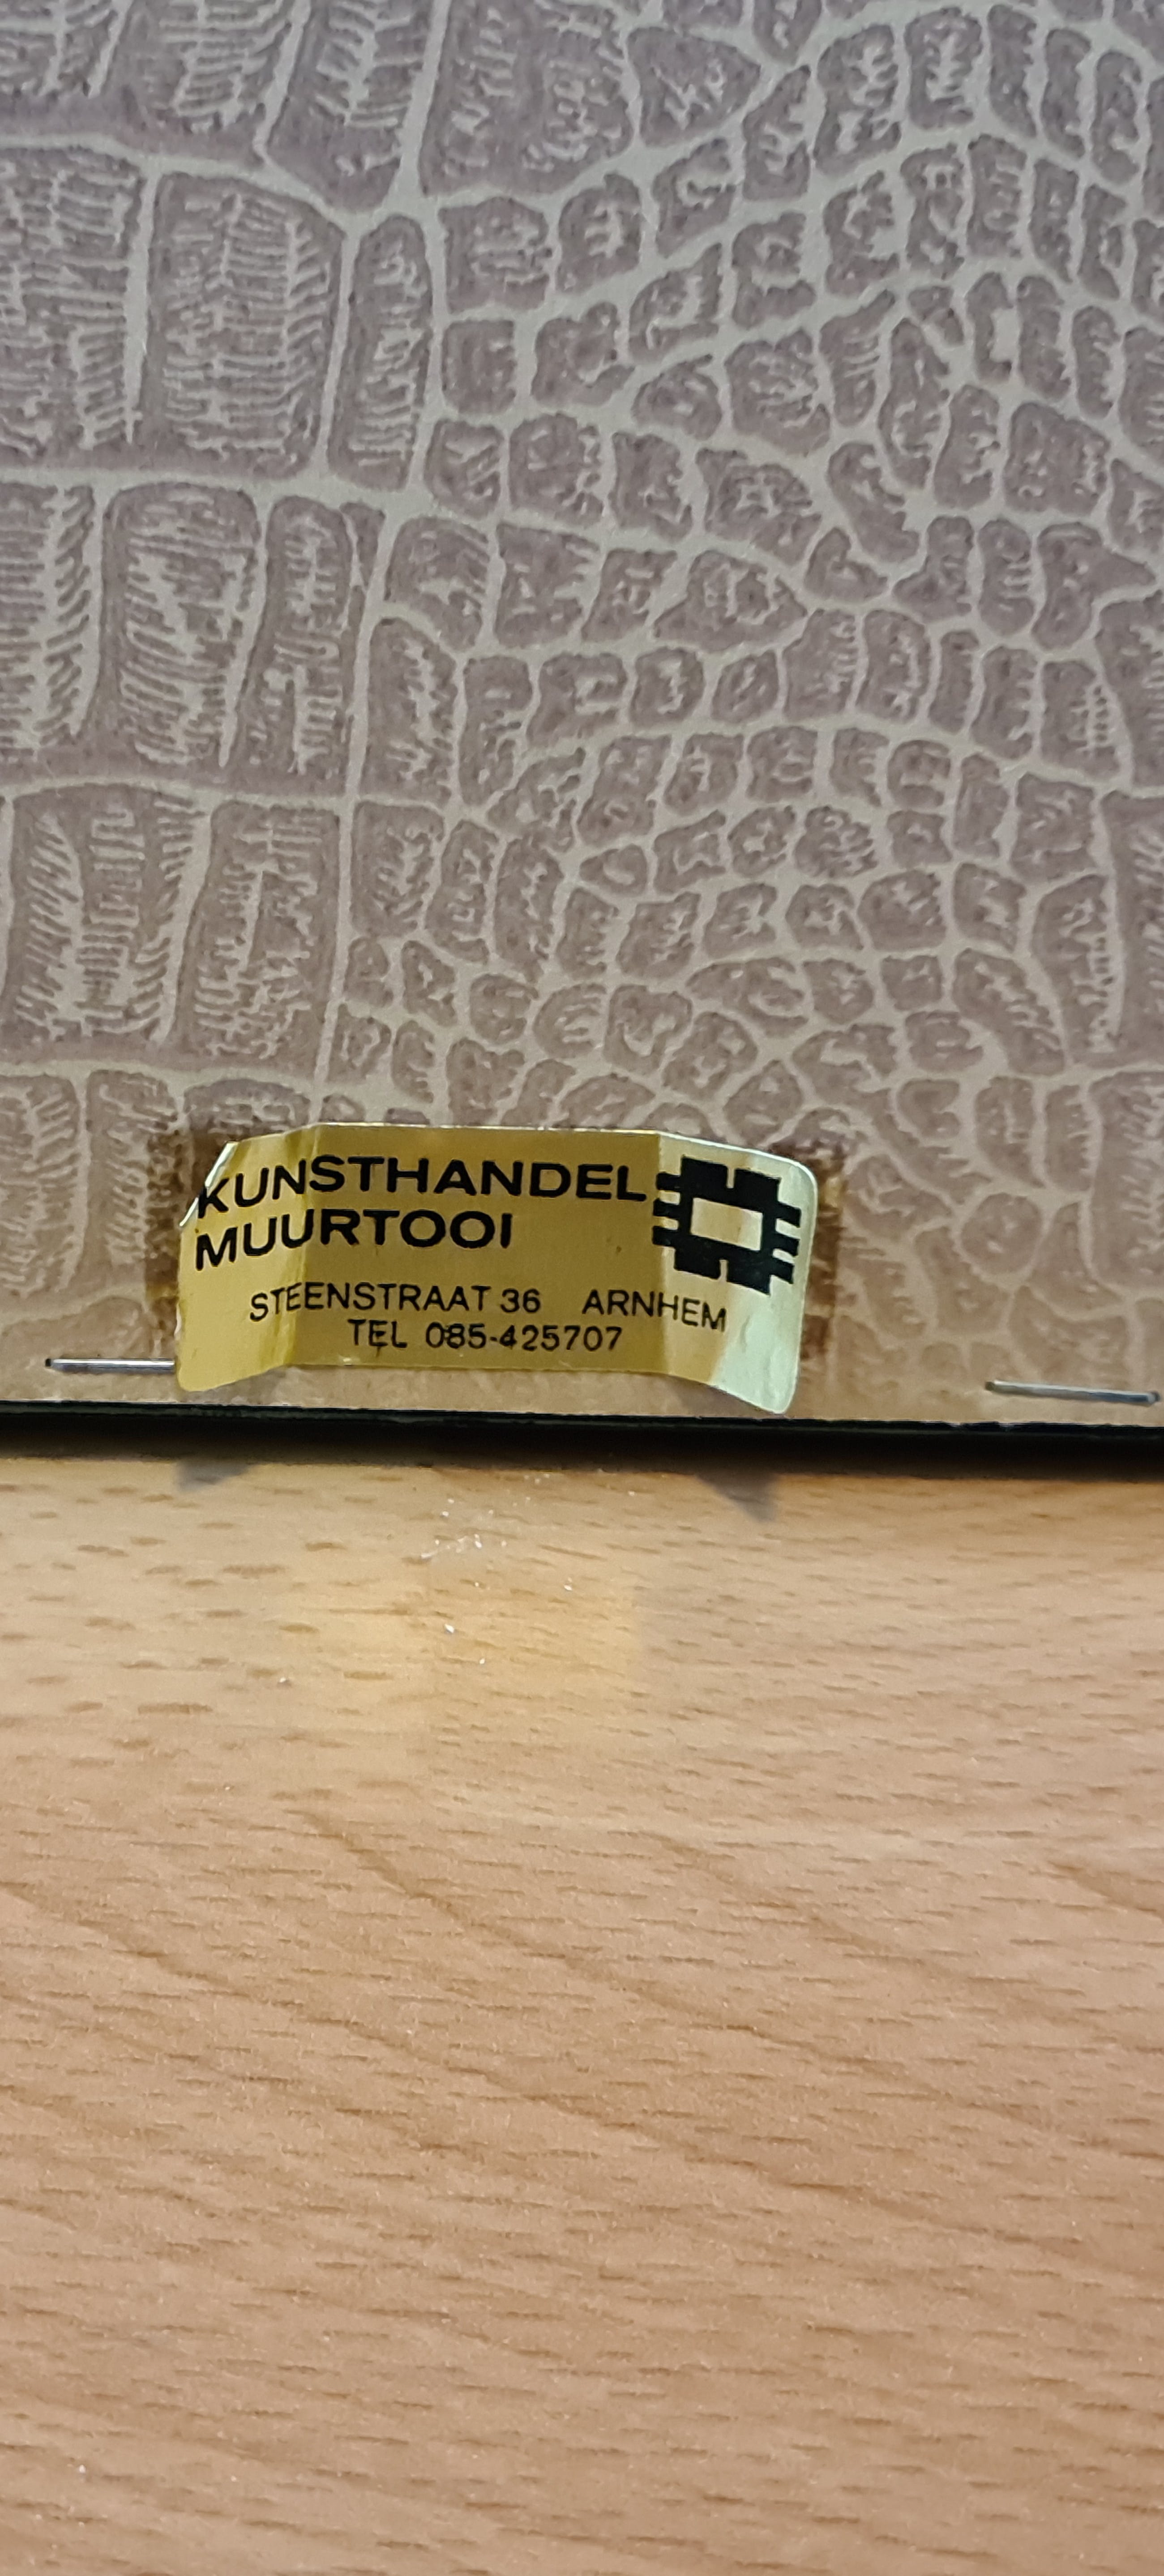 KUNSTHANDEL
MUURTOOI
STEENSTRAAT 36 ARNHEM
TEL 085-425707